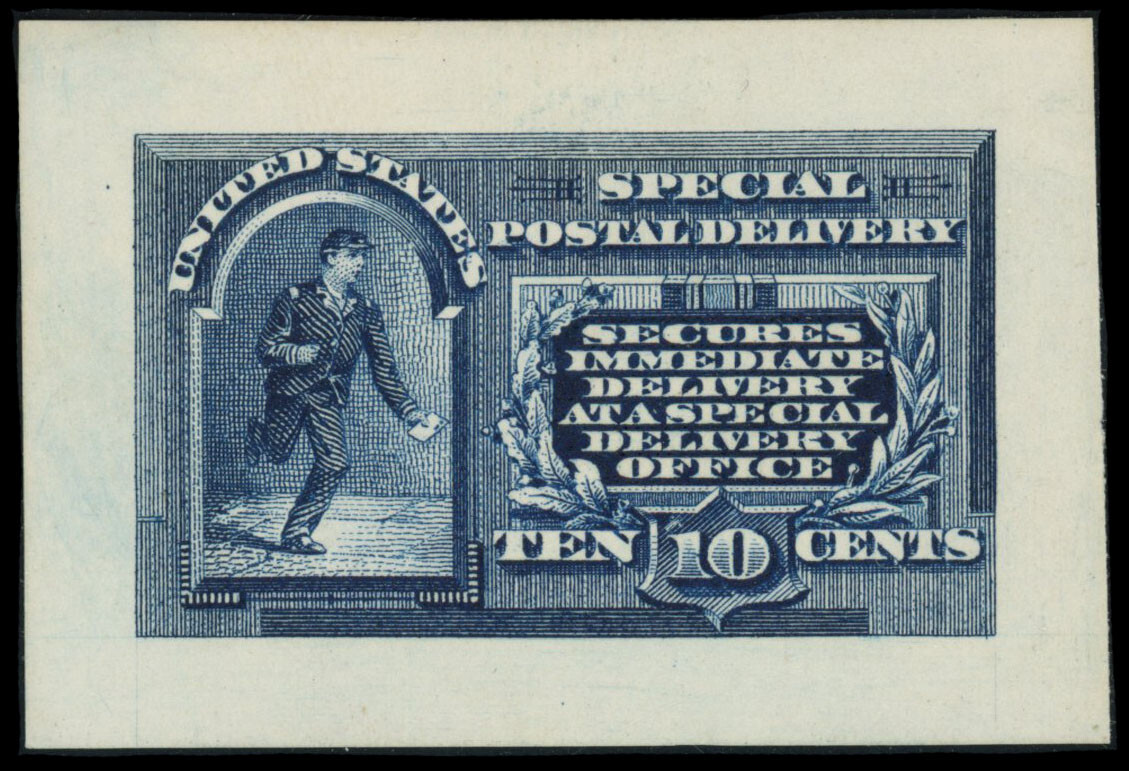 UNITED STATES
SPECIAL
POSTAL DELIVERY
SECURES
IMMEDIATE
DELIVERY
AT A SPECIAL
DELIVERY
OFFICE
TEN 10 CENTS